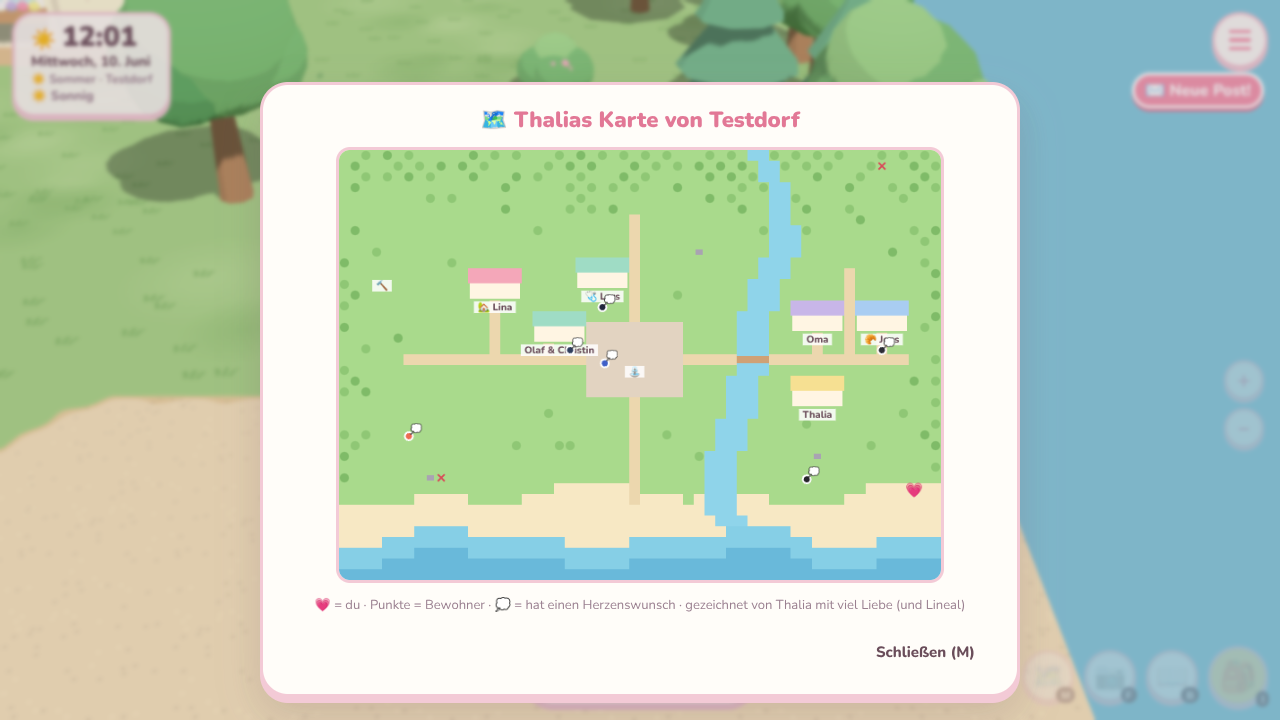 12:01
Mittwoch, 10. Juni
Sommer · Testdorf
Sonnig
Neue Post!
Thalias Karte von Testdorf
Lina
Olaf &
Oma
Thalia
= du · Punkte = Bewohner · = hat einen Herzenswunsch · gezeichnet von Thalia mit viel Liebe (und Lineal)
Schließen (M)